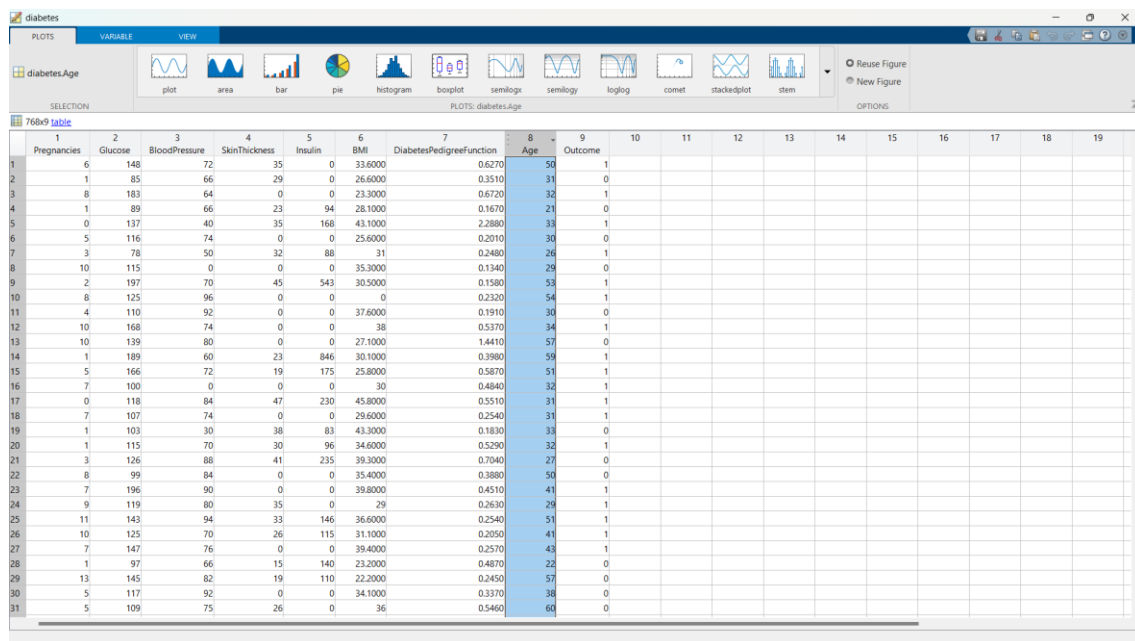 diabetes
PLOTS VARIABLE VIEW
diabetes.Age
plot area bar pie histogram boxplot semilogx semilogy loglog comet stackedplot stem
Reuse Figure
New Figure
SELECTION PLOTS: diabetes.Age OPTIONS
768x9 table
1 2 3 4 5 6 7 8 9 10 11 12 13 14 15 16 17 18 19
Pregnancies Glucose BloodPressure SkinThickness Insulin BMI DiabetesPedigreeFunction Age Outcome
1 6 148 72 35 0 33.6000 0.6270 50 1
2 1 85 66 29 0 26.6000 0.3510 31 0
3 8 183 64 0 0 23.3000 0.6720 32 1
4 1 89 66 23 94 28.1000 0.1670 21 0
5 0 137 40 35 168 43.1000 2.2880 33 1
6 5 116 74 0 0 25.6000 0.2010 30 0
7 3 78 50 32 88 31 0.2480 26 1
8 10 115 0 0 0 35.3000 0.1340 29 0
9 2 197 70 45 543 30.5000 0.1580 53 1
10 8 125 96 0 0 0 0.2320 54 1
11 4 110 92 0 0 37.6000 0.1910 30 0
12 10 168 74 0 0 38 0.5370 34 1
13 10 139 80 0 0 27.1000 1.4410 57 0
14 1 189 60 23 846 30.1000 0.3980 59 1
15 5 166 72 19 175 25.8000 0.5870 51 1
16 7 100 0 0 0 30 0.4840 32 1
17 0 118 84 47 230 45.8000 0.5510 31 1
18 7 107 74 0 0 29.6000 0.2540 31 1
19 1 103 30 38 83 43.3000 0.1830 33 0
20 1 115 70 30 96 34.6000 0.5290 32 1
21 3 126 88 41 235 39.3000 0.7040 27 0
22 8 99 84 0 0 35.4000 0.3880 50 0
23 7 196 90 0 0 39.8000 0.4510 41 1
24 9 119 80 35 0 29 0.2630 29 1
25 11 143 94 33 146 36.6000 0.2540 51 1
26 10 125 70 26 115 31.1000 0.2050 41 1
27 7 147 76 0 0 39.4000 0.2570 43 1
28 1 97 66 15 140 23.2000 0.4870 22 0
29 13 145 82 19 110 22.2000 0.2450 57 0
30 5 117 92 0 0 34.1000 0.3370 38 0
31 5 109 75 26 0 36 0.5460 60 0